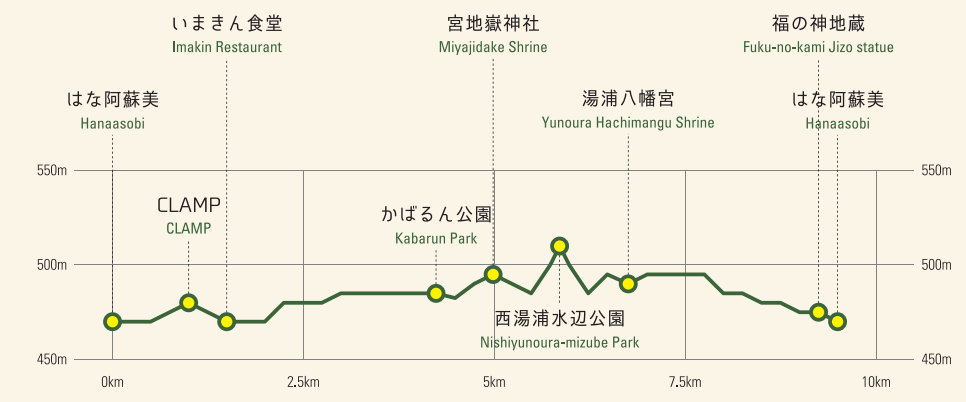 いまきん食堂
Imakin Restaurant
宮地嶽神社
Miyajidake Shrine
福の神地蔵
Fuku-no-kami Jizo statue
はな阿蘇美
Hanaasobi
湯浦八幡宮
Yunoura Hachimangu Shrine
はな阿蘇美
Hanaasobi
550m
550m
CLAMP
CLAMP
かばるん公園
Kabarun Park
500m
500m
西湯浦水辺公園
Nishiyunoura-mizube Park
450m
450m
0km
2.5km
5km
7.5km
10km